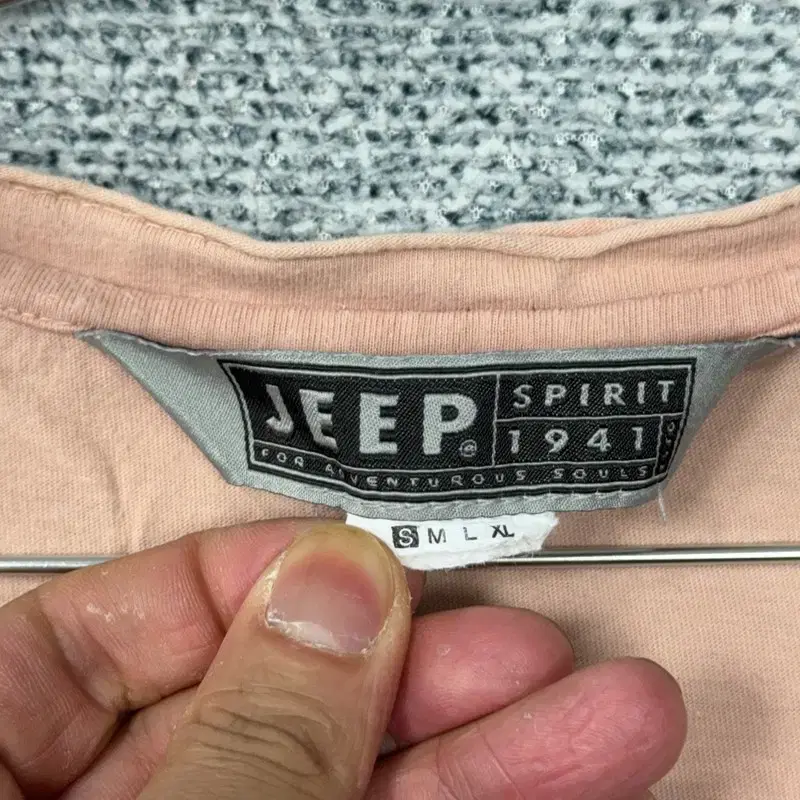 JEEP®
SPIRIT
1941
FOR ADVENTUROUS SOULS
S M L XL